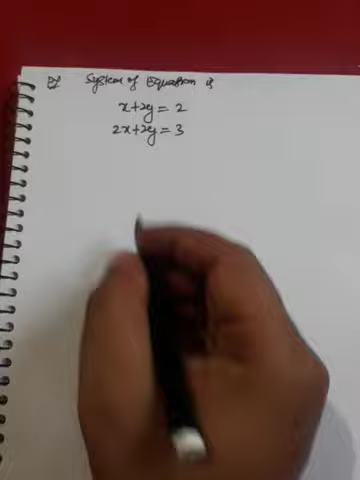 System of Equation is
x+2y = 2
2x+2y = 3